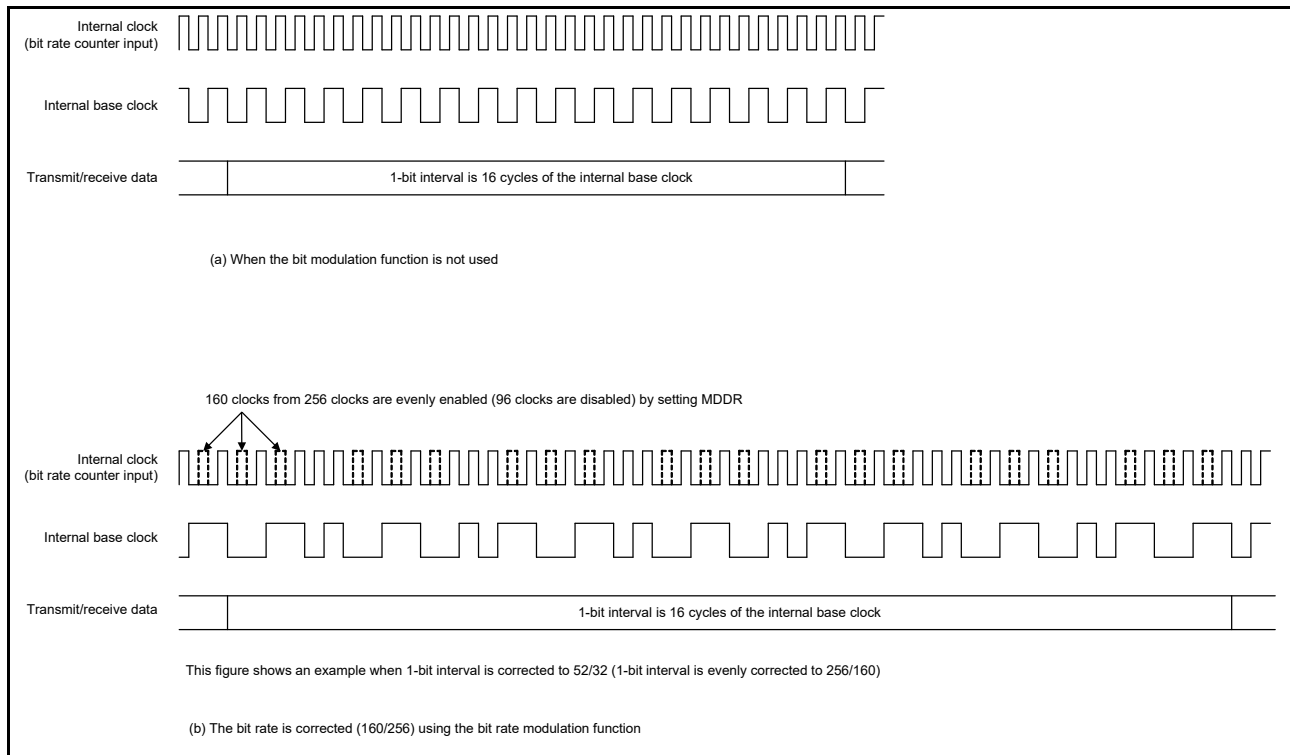 Internal clock
(bit rate counter input)
Internal base clock
Transmit/receive data
1-bit interval is 16 cycles of the internal base clock
(a) When the bit modulation function is not used
160 clocks from 256 clocks are evenly enabled (96 clocks are disabled) by setting MDDR
Internal clock
(bit rate counter input)
Internal base clock
Transmit/receive data
1-bit interval is 16 cycles of the internal base clock
This figure shows an example when 1-bit interval is corrected to 52/32 (1-bit interval is evenly corrected to 256/160)
(b) The bit rate is corrected (160/256) using the bit rate modulation function